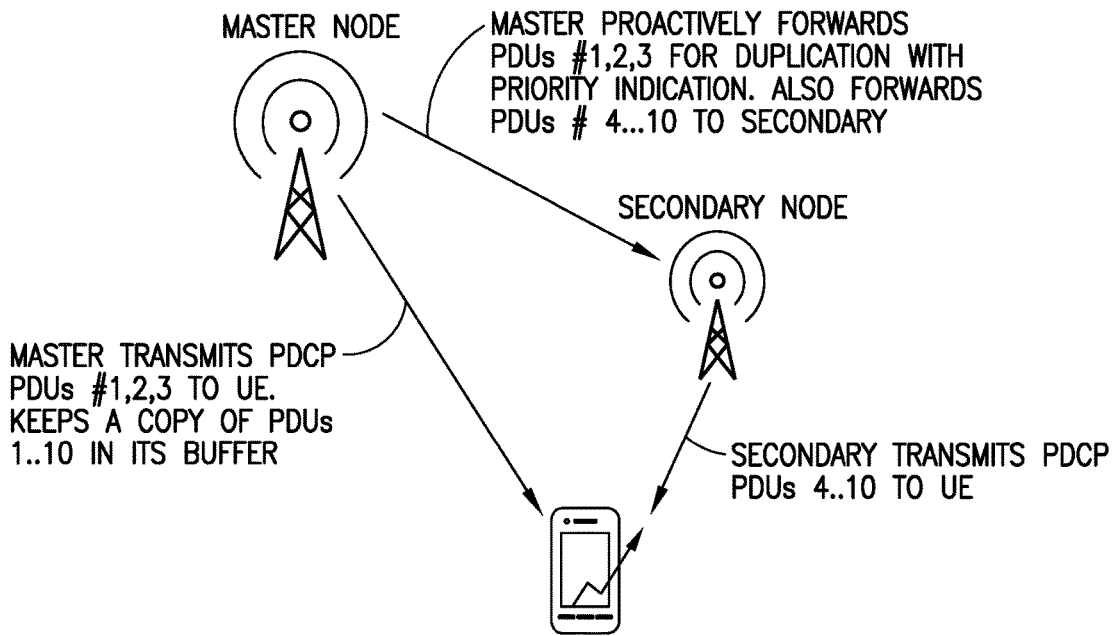 MASTER NODE
MASTER PROACTIVELY FORWARDS
PDUs #1,2,3 FOR DUPLICATION WITH
PRIORITY INDICATION. ALSO FORWARDS
PDUs # 4...10 TO SECONDARY
SECONDARY NODE
MASTER TRANSMITS PDCP
PDUs #1,2,3 TO UE.
KEEPS A COPY OF PDUs
1..10 IN ITS BUFFER
SECONDARY TRANSMITS PDCP
PDUs 4..10 TO UE